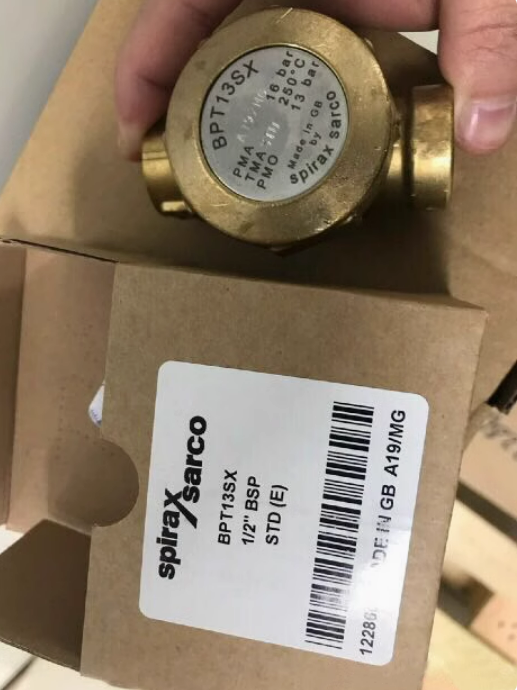 BPT13SX
PMA 16 bar
TMA 250°C
PMO 13 bar
Made in GB
by
spirax sarco
spirax
sarco
BPT13SX
1/2" BSP
STD (E)
IN GB A19/MG